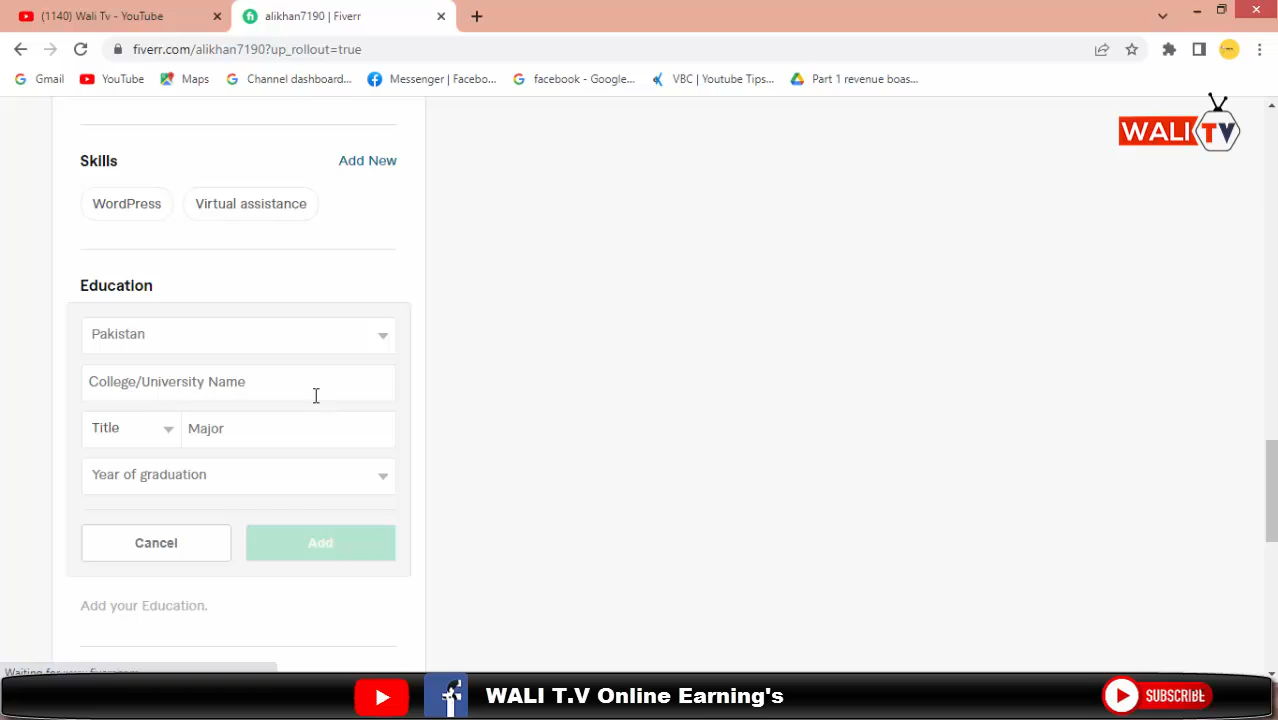 (1140) Wali Tv - YouTube
alikhan7190 | Fiverr
fiverr.com/alikhan7190?up_rollout=true
Gmail
YouTube
Maps
Channel dashboard...
Messenger | Facebo...
facebook - Google...
VBC | Youtube Tips...
Part 1 revenue boas...
WALI TV
Skills
Add New
WordPress
Virtual assistance
Education
Pakistan
College/University Name
Title
Major
Year of graduation
Cancel
Add
Add your Education.
WALI T.V Online Earning's
SUBSCRIBE